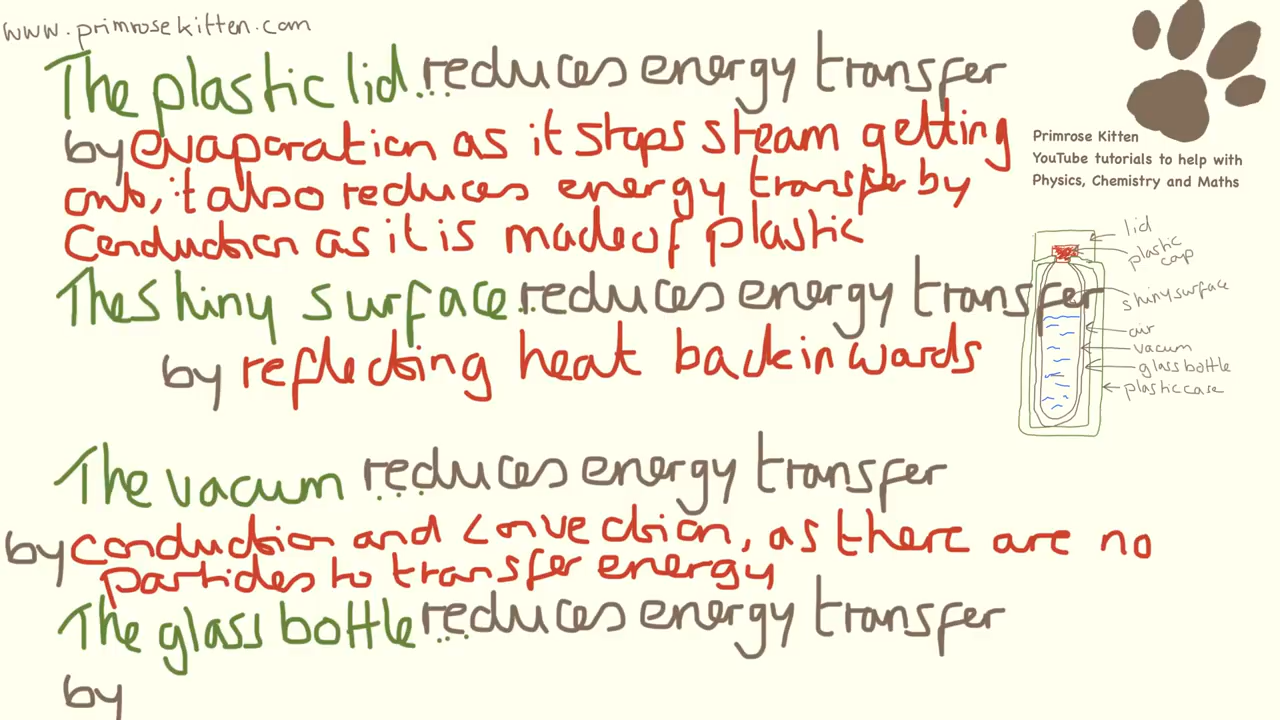 www.primrosekitten.com
The plastic lid... reduces energy transfer
by evaporation as it stops steam getting
out, it also reduces energy transfer by
Conduction as it is made of plastic
The shiny surface... reduces energy transfer
by reflecting heat back inwards
The vacum ... reduces energy transfer
by conduction and convection, as there are no
particles to transfer energy
The glass bottle... reduces energy transfer
by
Primrose Kitten
YouTube tutorials to help with
Physics, Chemistry and Maths
lid
plastic
cap
shiny surface
air
vacum
glass bottle
plastic case